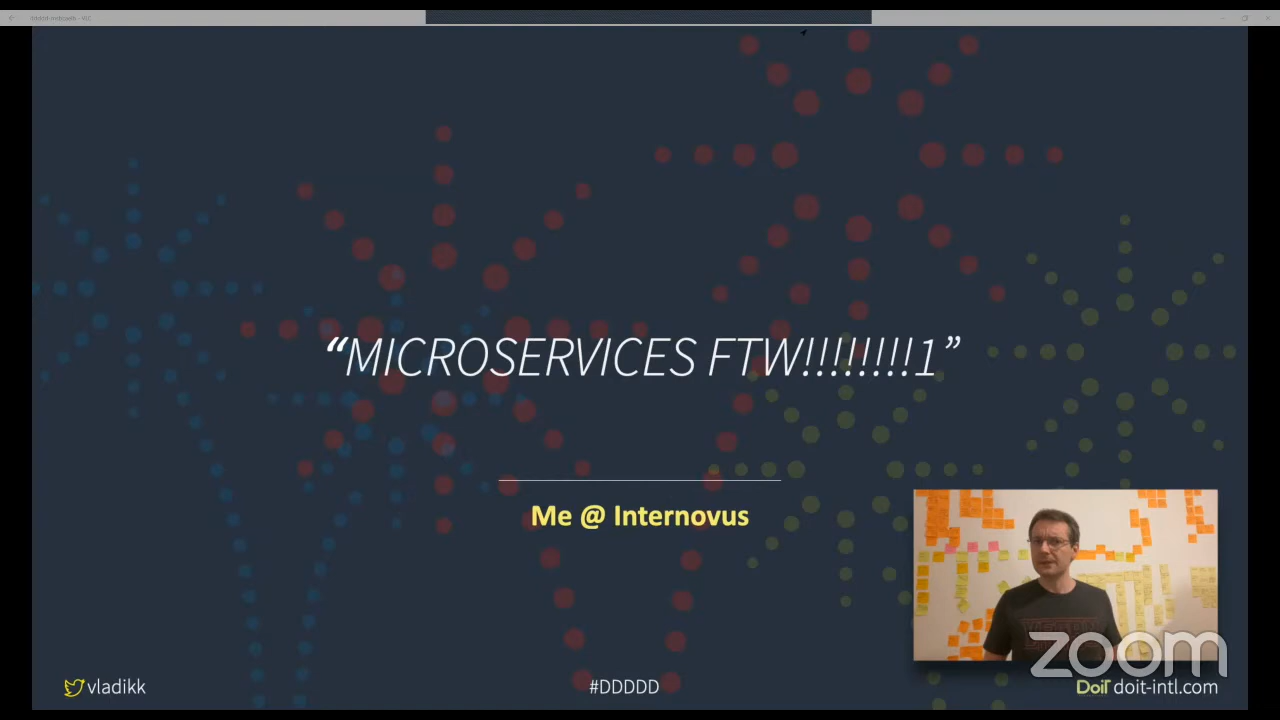 “MICROSERVICES FTW!!!!!!!!1”
Me @ Internovus
zoom
vladikk
#DDDDD
DoiT doit-intl.com